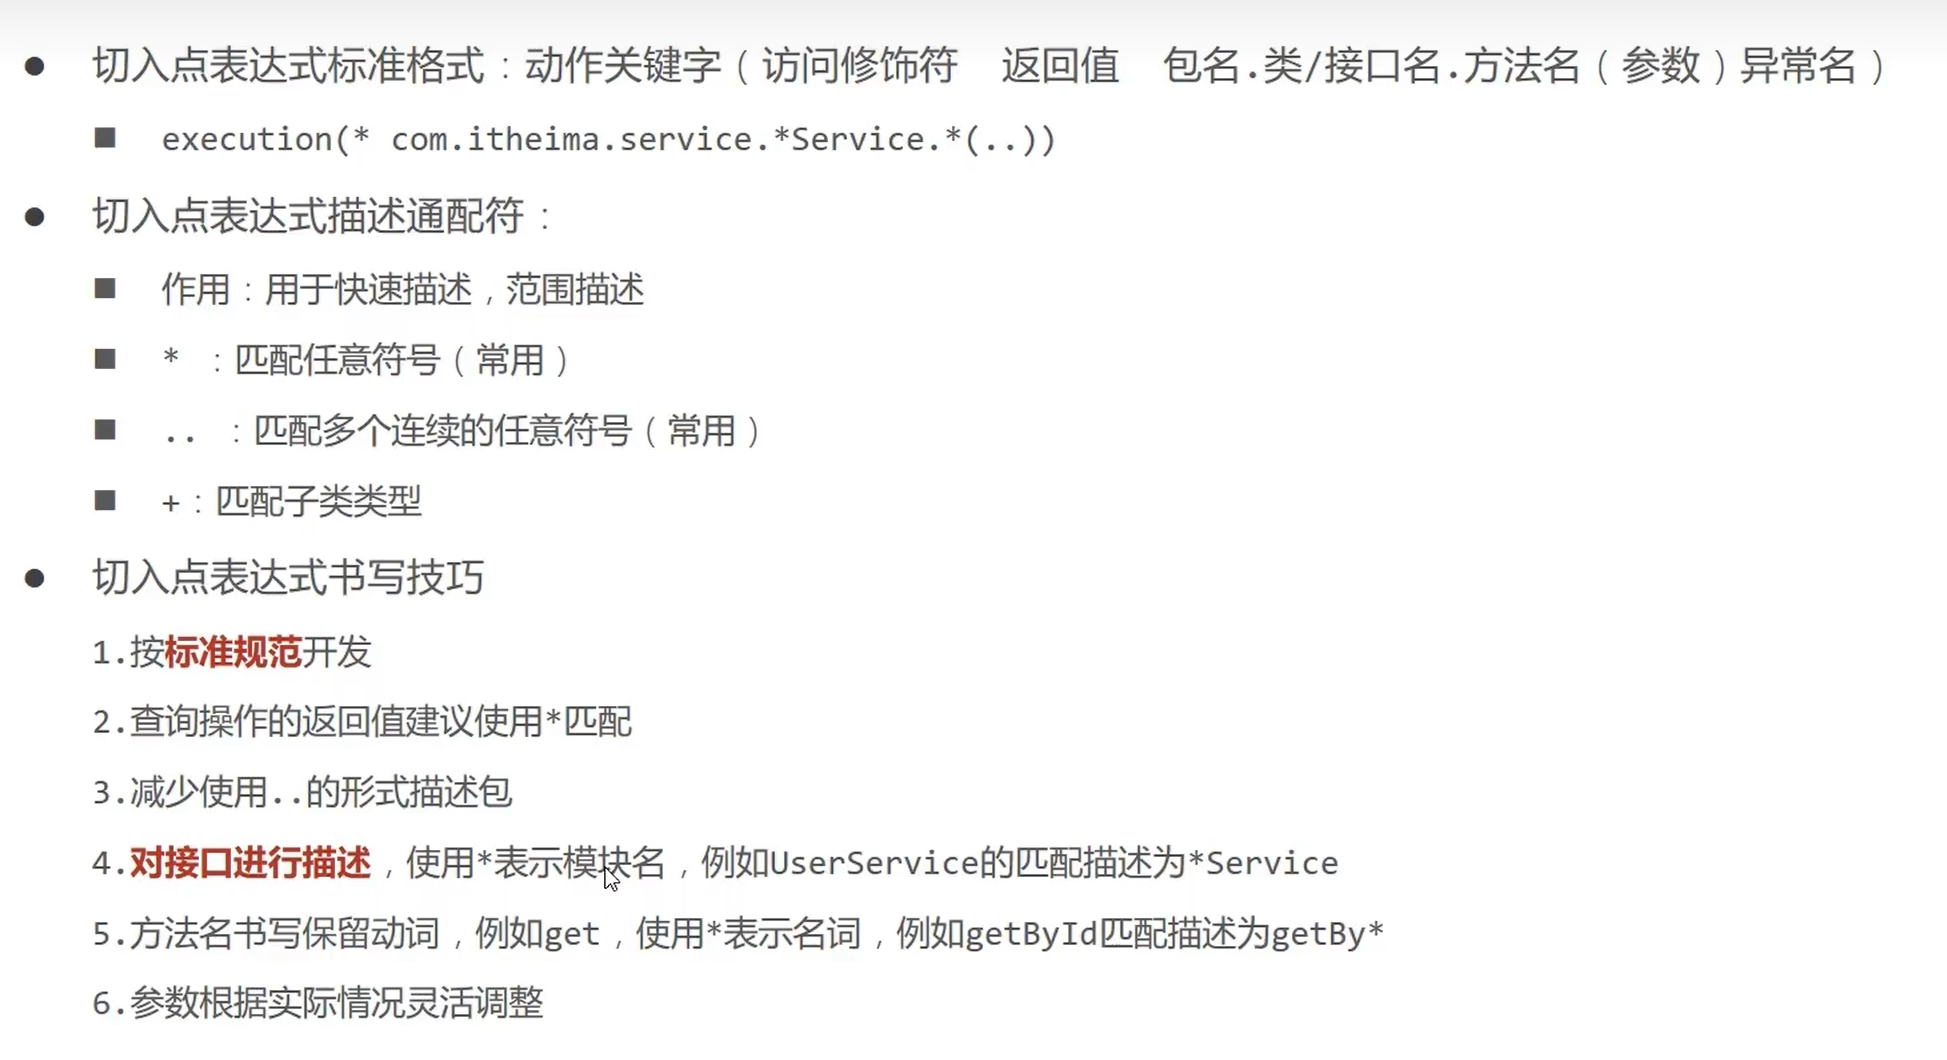 ● 切入点表达式标准格式：动作关键字（访问修饰符 返回值 包名.类/接口名.方法名（参数）异常名）
■ execution(* com.itheima.service.*Service.*(..))
● 切入点表达式描述通配符：
■ 作用：用于快速描述，范围描述
■ * ：匹配任意符号（常用）
■ .. ：匹配多个连续的任意符号（常用）
■ +：匹配子类类型
● 切入点表达式书写技巧
1.按标准规范开发
2.查询操作的返回值建议使用*匹配
3.减少使用..的形式描述包
4.对接口进行描述，使用*表示模块名，例如UserService的匹配描述为*Service
5.方法名书写保留动词，例如get，使用*表示名词，例如getById匹配描述为getBy*
6.参数根据实际情况灵活调整